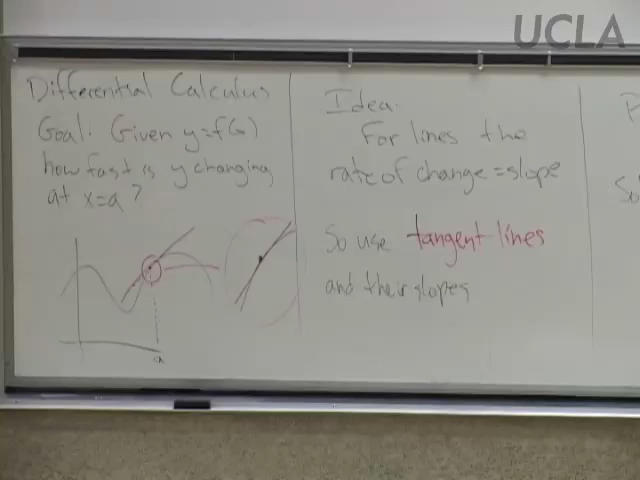 UCLA
Differential Calculus
Goal: Given y=f(x)
how fast is y changing
at x=a?
a
Idea:
For lines the
rate of change = slope
So use tangent lines
and their slopes
P
So